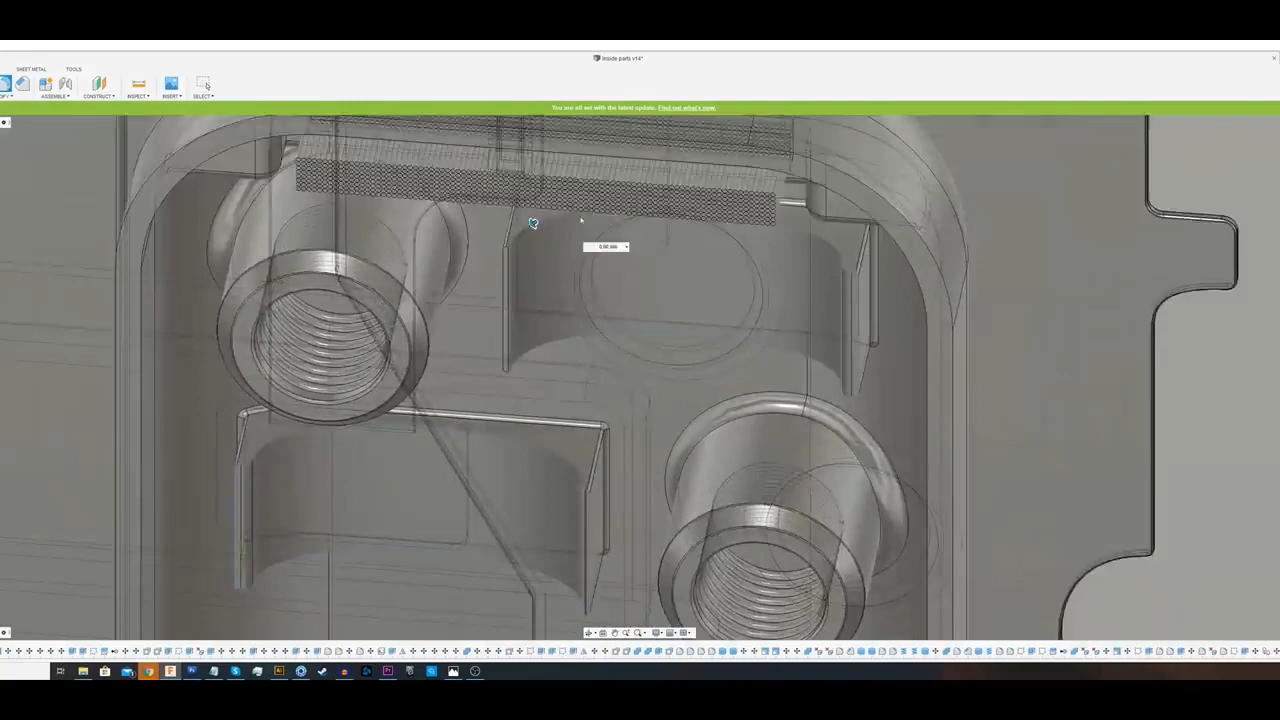 Inside parts v14*
SHEET METAL TOOLS
ASSEMBLE CONSTRUCT INSPECT INSERT SELECT
You are all set with the latest update. Find out what's new.